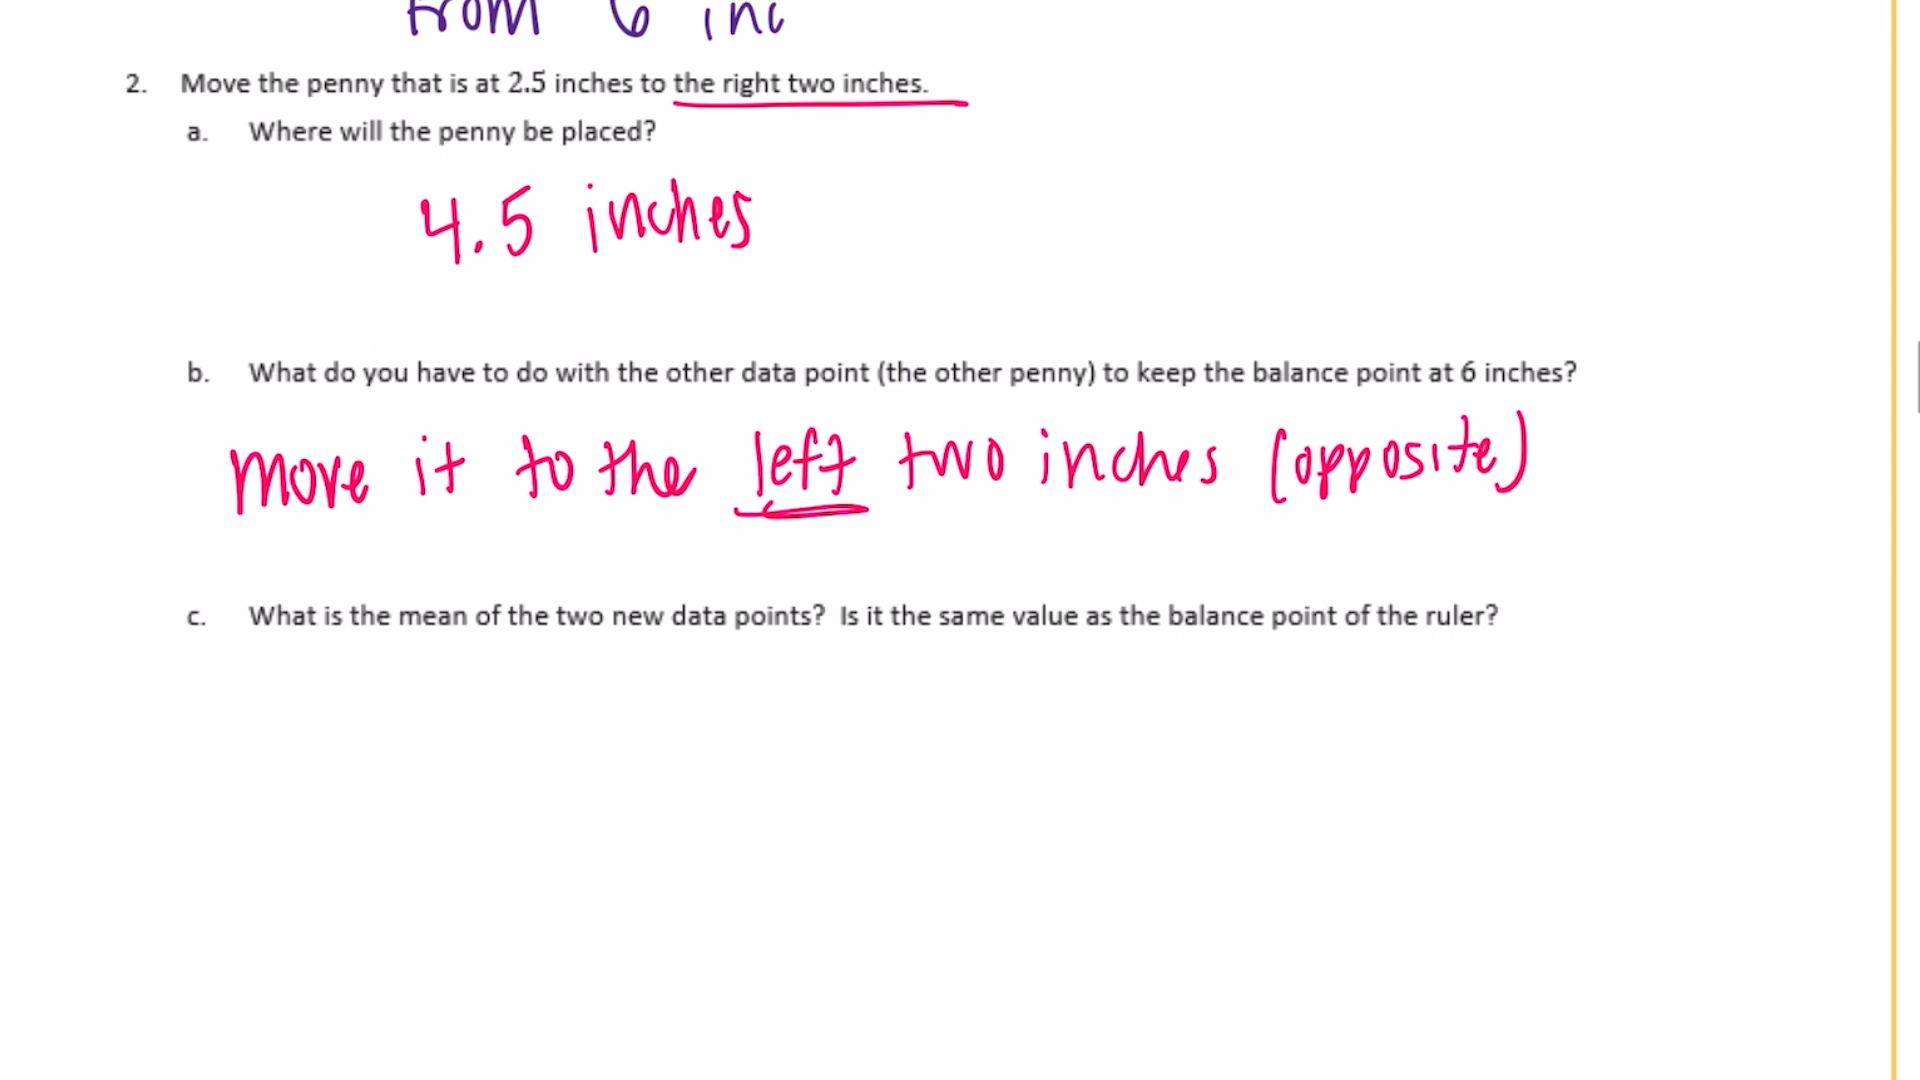 from 6 inc
2. Move the penny that is at 2.5 inches to the right two inches.
a. Where will the penny be placed?
4.5 inches
b. What do you have to do with the other data point (the other penny) to keep the balance point at 6 inches?
move it to the left two inches (opposite)
c. What is the mean of the two new data points? Is it the same value as the balance point of the ruler?